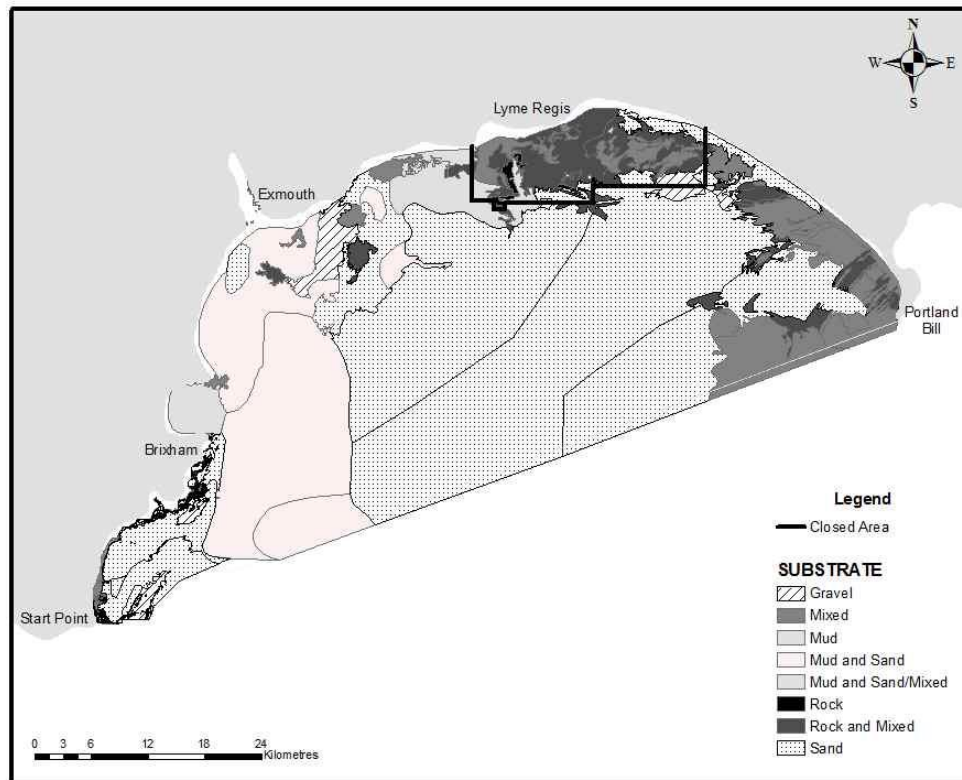 N
W E
S
Lyme Regis
Exmouth
Portland
Bill
Brixham
Start Point
Legend
Closed Area
SUBSTRATE
Gravel
Mixed
Mud
Mud and Sand
Mud and Sand/Mixed
Rock
Rock and Mixed
Sand
0 3 6 12 18 24
Kilometres